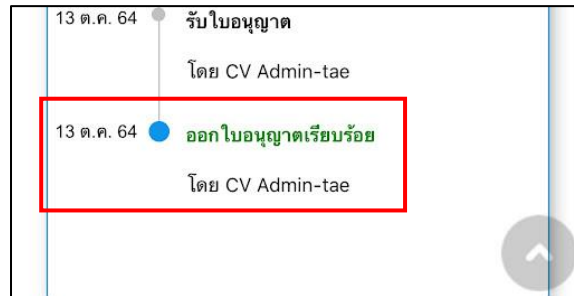 13 ต.ค. 64 รับใบอนุญาต
โดย CV Admin-tae
13 ต.ค. 64 ออกใบอนุญาตเรียบร้อย
โดย CV Admin-tae